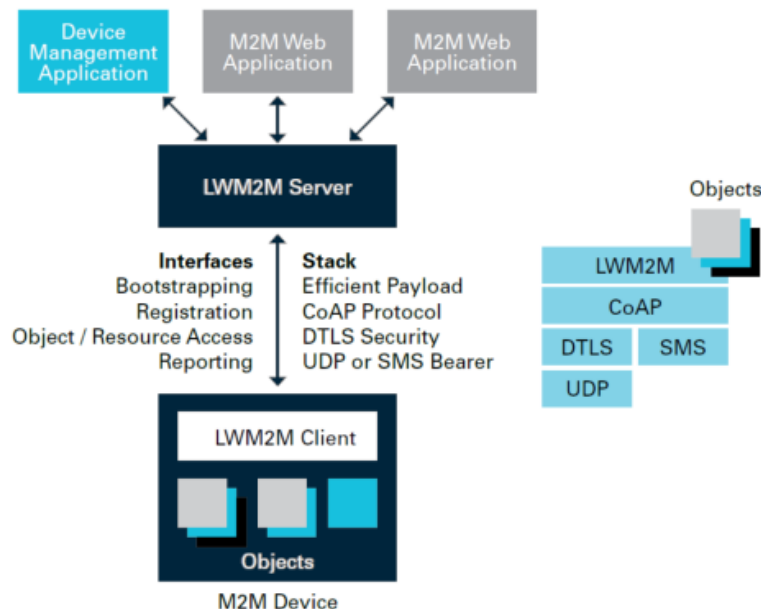 Device
Management
Application
M2M Web
Application
M2M Web
Application
LWM2M Server
Interfaces
Bootstrapping
Registration
Object / Resource Access
Reporting
Stack
Efficient Payload
CoAP Protocol
DTLS Security
UDP or SMS Bearer
LWM2M Client
Objects
M2M Device
Objects
LWM2M
CoAP
DTLS
SMS
UDP